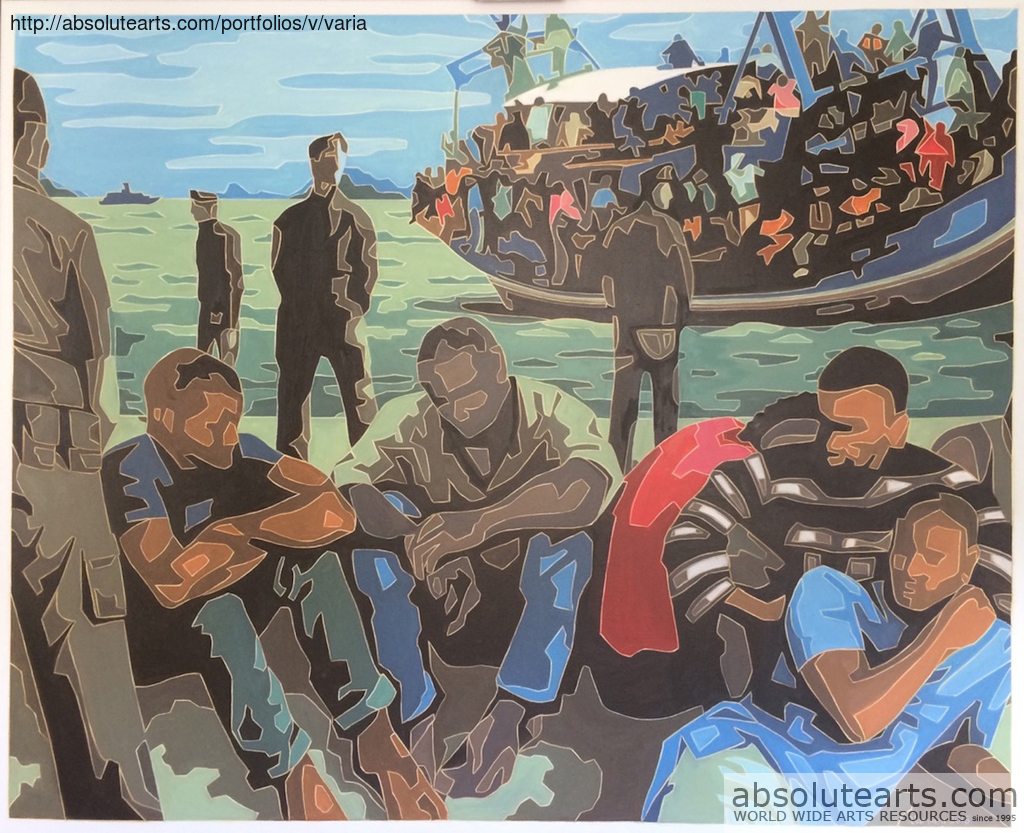 http://absolutearts.com/portfolios/v/varia
absolutearts.com
WORLD WIDE ARTS RESOURCES since 1995